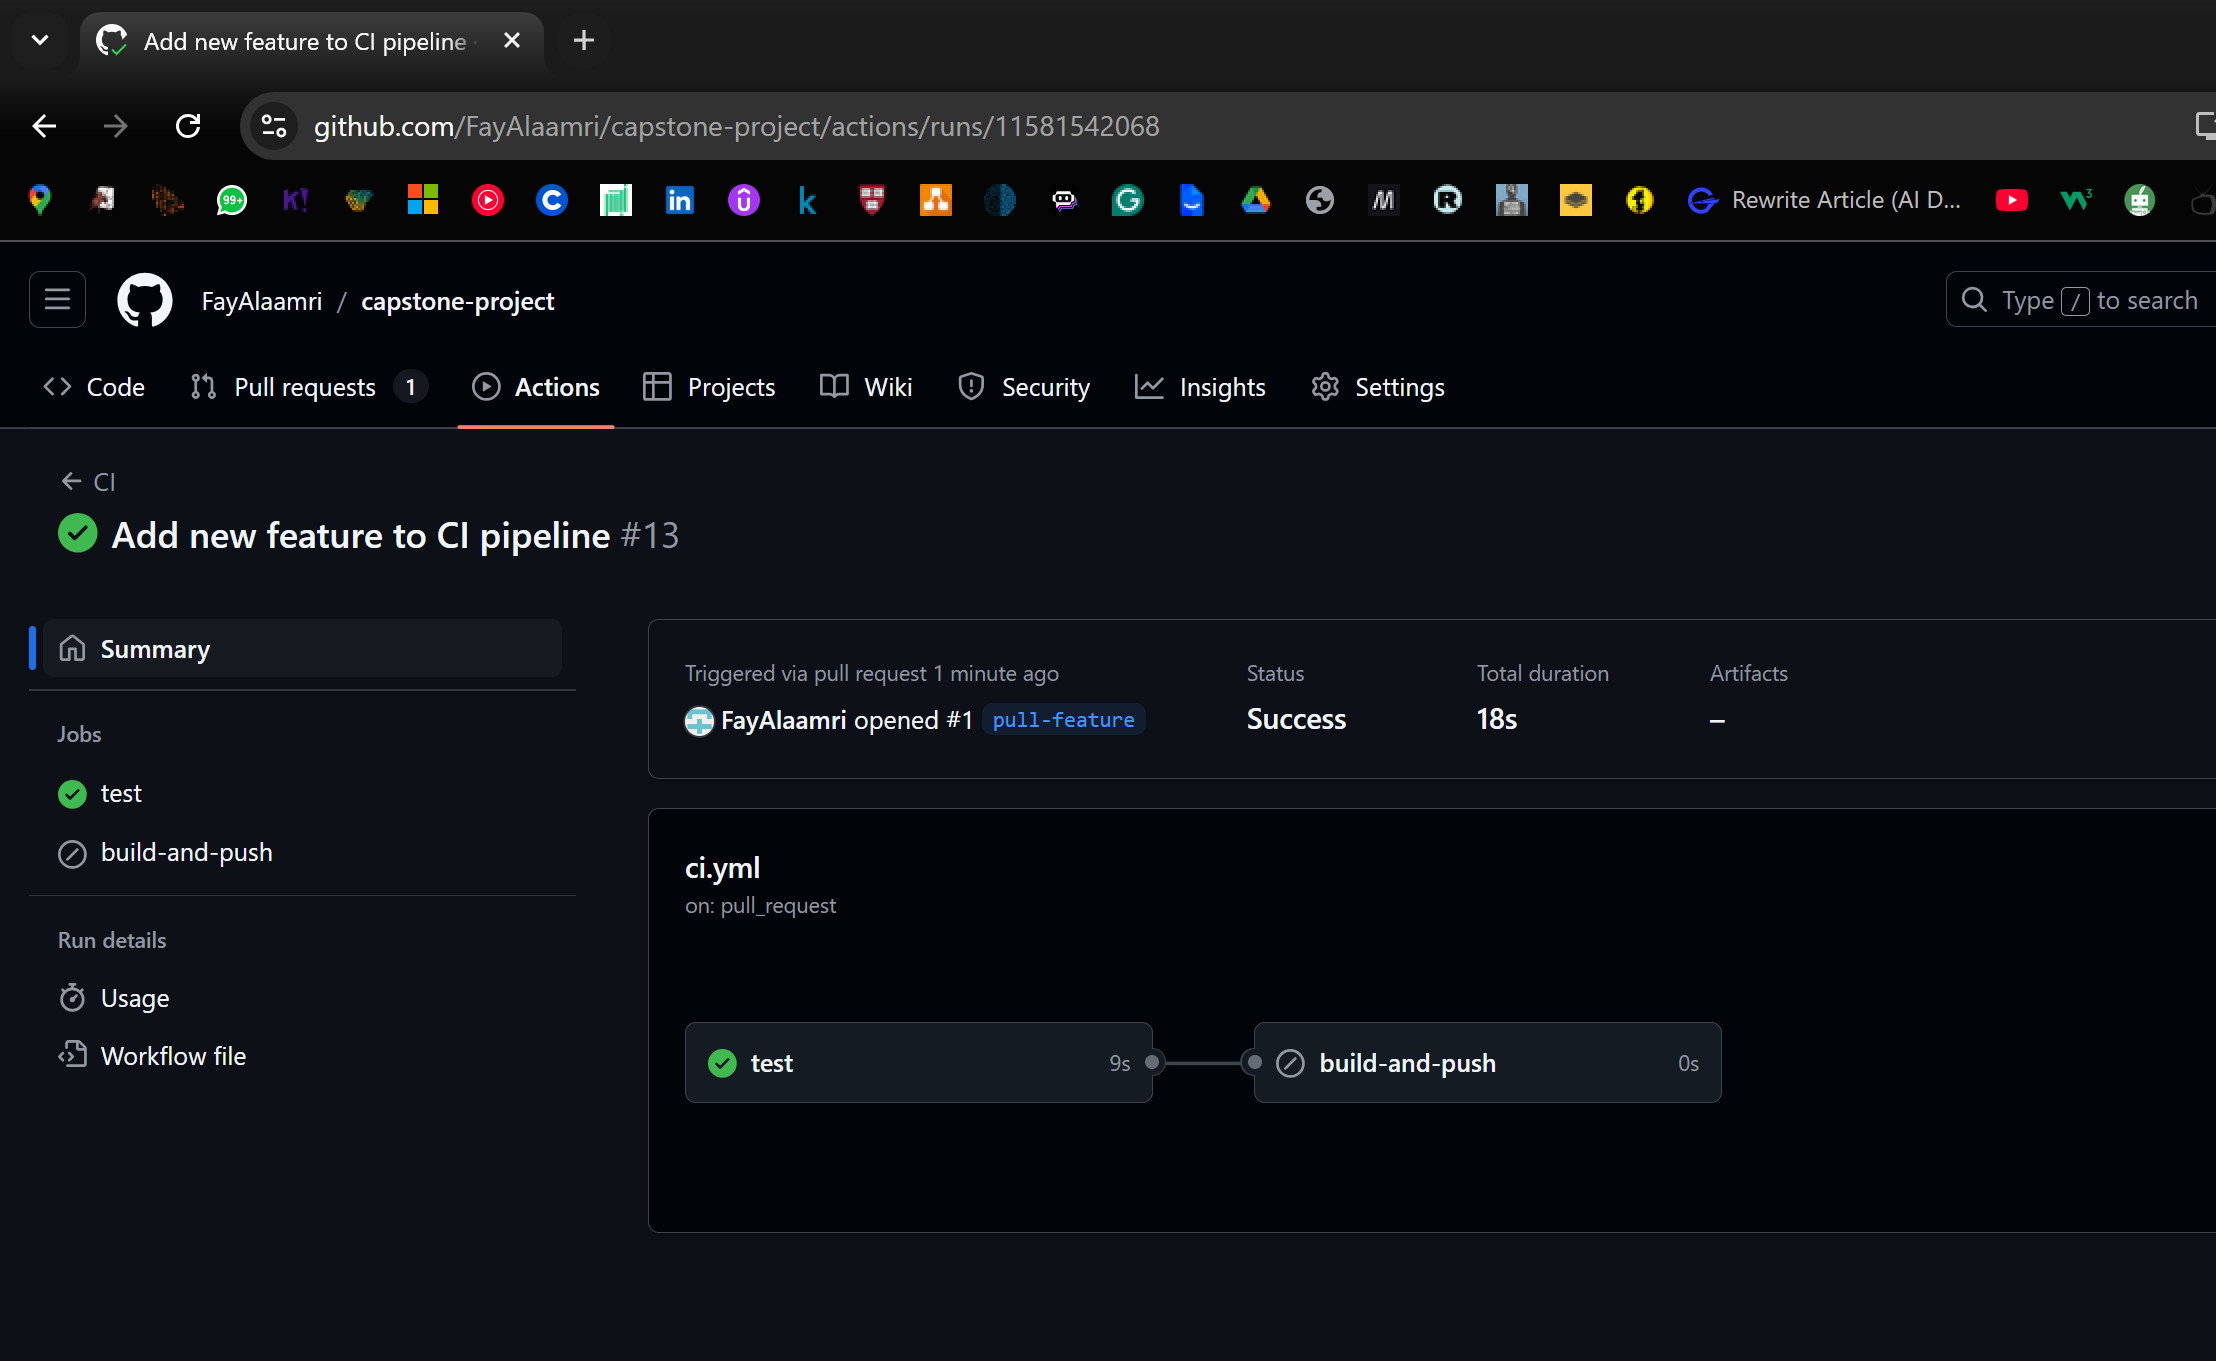 Add new feature to CI pipeline ·
github.com/FayAlaamri/capstone-project/actions/runs/11581542068
99+
K!
C
in
û
k
G
M
R
Rewrite Article (AI D...
W3
FayAlaamri / capstone-project
Type / to search
Code
Pull requests 1
Actions
Projects
Wiki
Security
Insights
Settings
← CI
Add new feature to CI pipeline #13
Summary
Jobs
test
build-and-push
Run details
Usage
Workflow file
Triggered via pull request 1 minute ago
FayAlaamri opened #1 pull-feature
Status
Success
Total duration
18s
Artifacts
–
ci.yml
on: pull_request
test 9s
build-and-push 0s